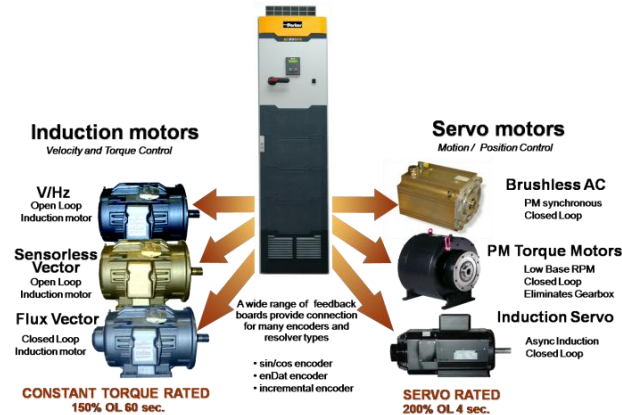 Parker
Induction motors
Velocity and Torque Control
V/Hz
Open Loop
Induction motor
Sensorless
Vector
Open Loop
Induction motor
Flux Vector
Closed Loop
Induction motor
CONSTANT TORQUE RATED
150% OL 60 sec.
A wide range of feedback
boards provide connection
for many encoders and
resolver types
• sin/cos encoder
• enDat encoder
• incremental encoder
Servo motors
Motion / Position Control
Brushless AC
PM synchronous
Closed Loop
PM Torque Motors
Low Base RPM
Closed Loop
Eliminates Gearbox
Induction Servo
Async Induction
Closed Loop
SERVO RATED
200% OL 4 sec.